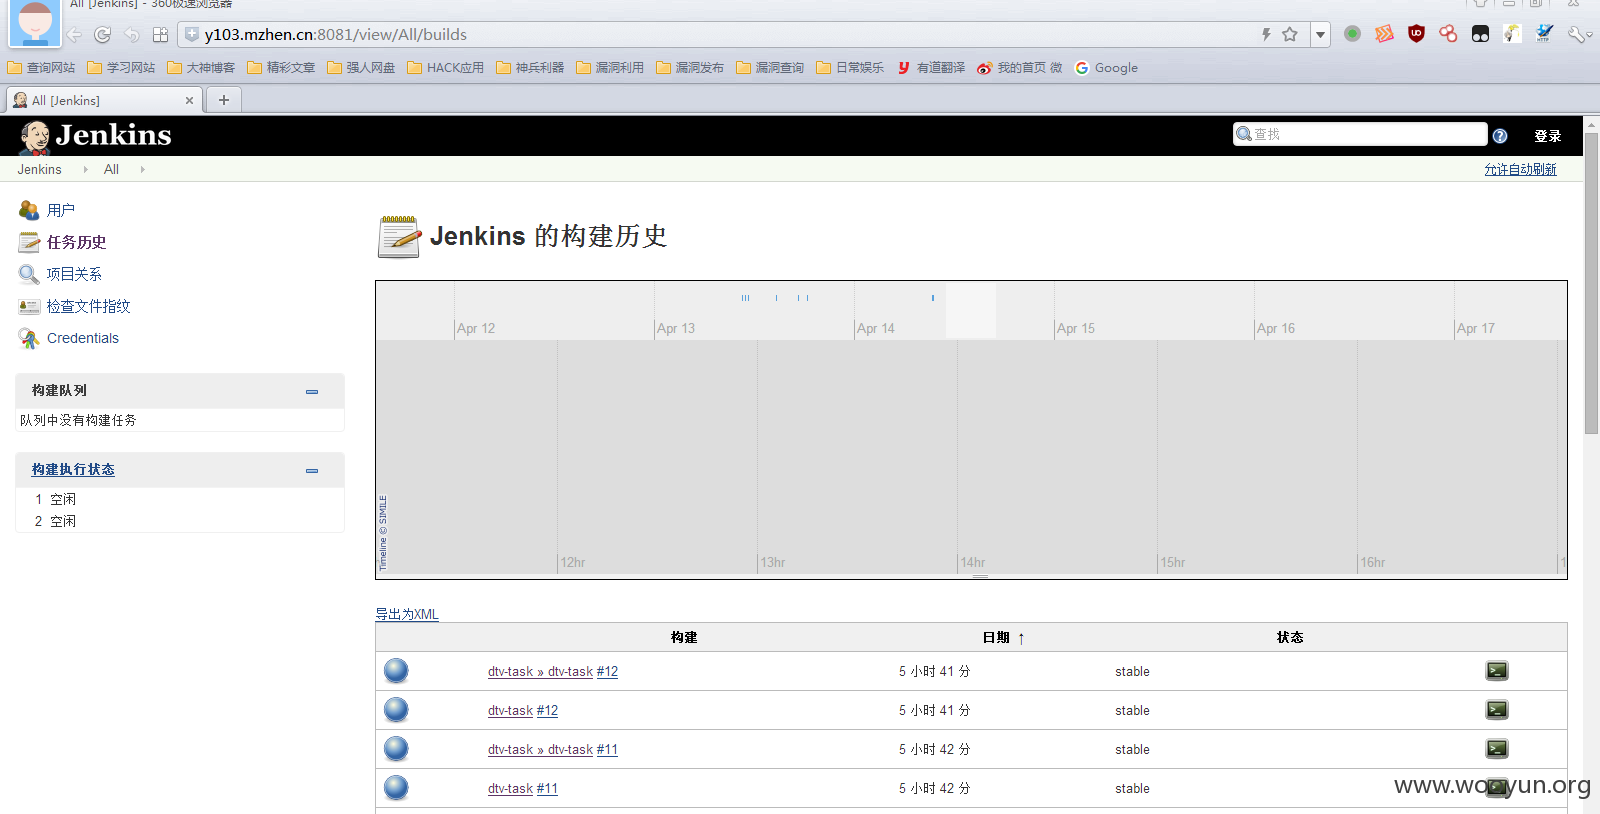 All [Jenkins] - 360极速浏览器
y103.mzhen.cn:8081/view/All/builds
查询网站 学习网站 大神博客 精彩文章 强人网盘 HACK应用 神兵利器 漏洞利用 漏洞发布 漏洞查询 日常娱乐 有道翻译 我的首页 微 Google
All [Jenkins]
Jenkins 查找 登录
Jenkins All 允许自动刷新
用户
任务历史
项目关系
检查文件指纹
Credentials
构建队列
队列中没有构建任务
构建执行状态
1 空闲
2 空闲
Jenkins 的构建历史
Apr 12 Apr 13 Apr 14 Apr 15 Apr 16 Apr 17
Timeline © SIMILE
12hr 13hr 14hr 15hr 16hr 1
导出为XML
构建 日期 ↑ 状态
dtv-task » dtv-task #12 5 小时 41 分 stable
dtv-task #12 5 小时 41 分 stable
dtv-task » dtv-task #11 5 小时 42 分 stable
dtv-task #11 5 小时 42 分 stable
www.wooyun.org